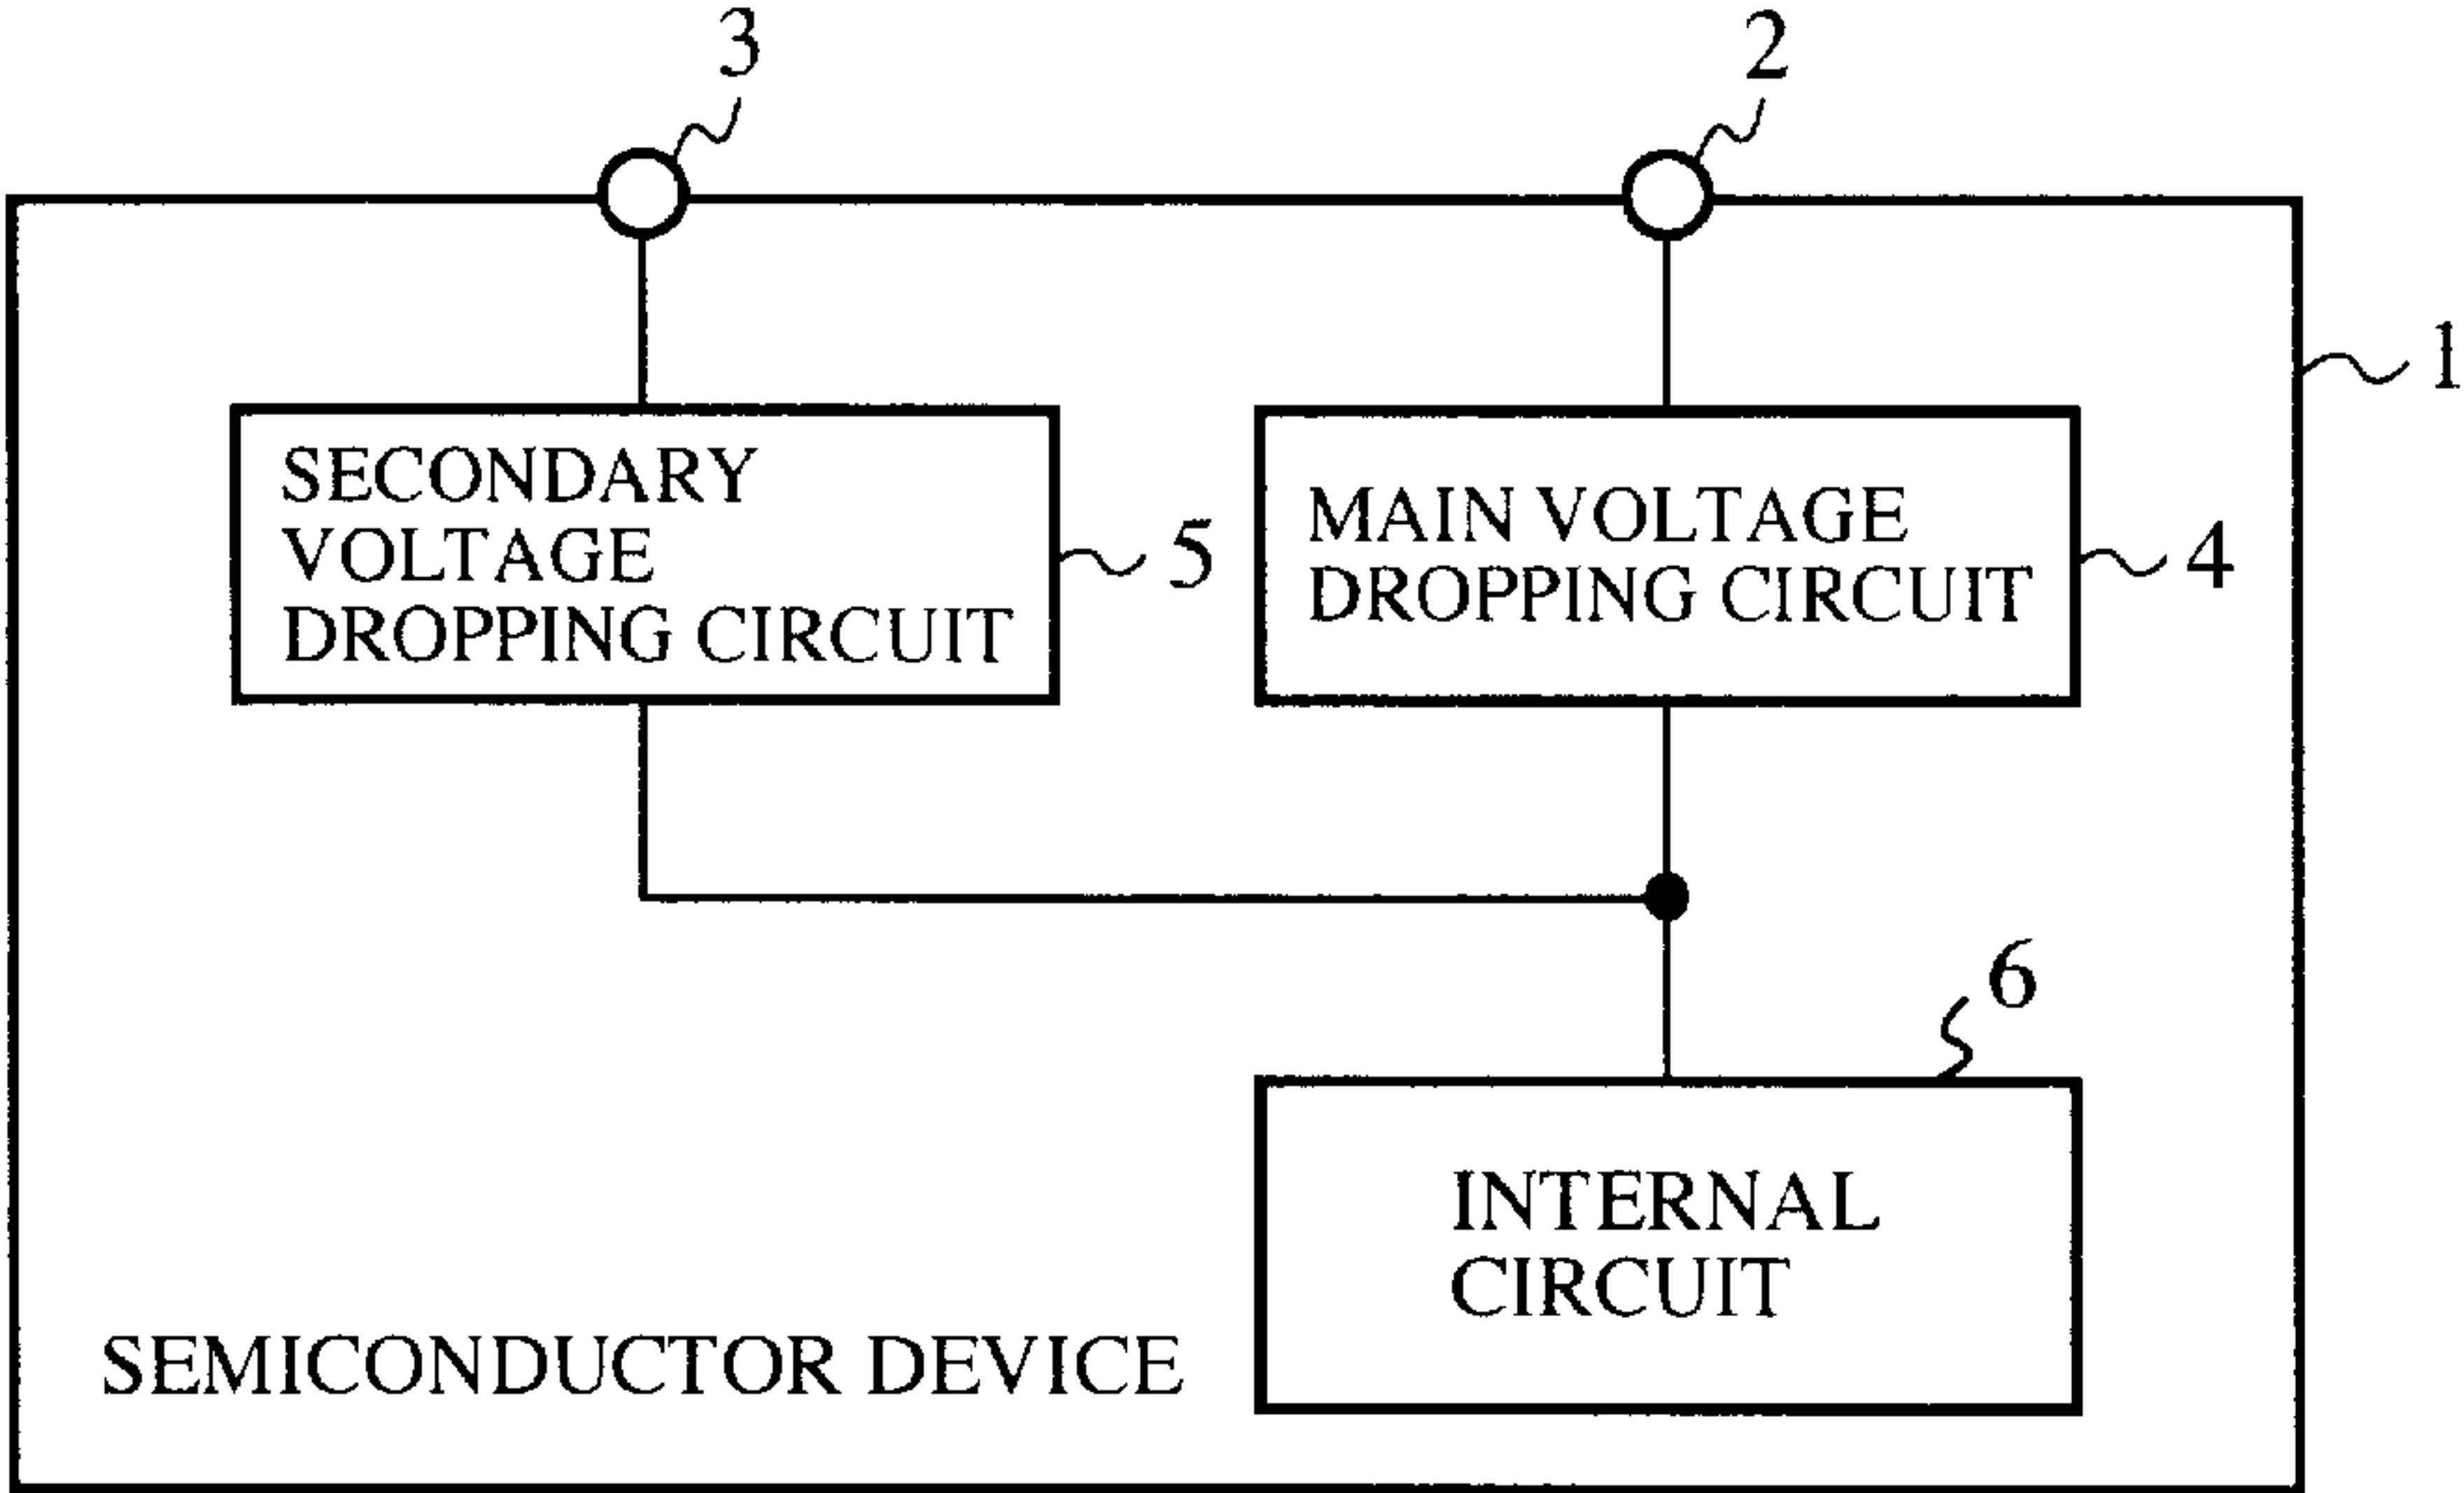 3
2
1
SECONDARY
VOLTAGE
DROPPING CIRCUIT
5
MAIN VOLTAGE
DROPPING CIRCUIT
4
6
INTERNAL
CIRCUIT
SEMICONDUCTOR DEVICE